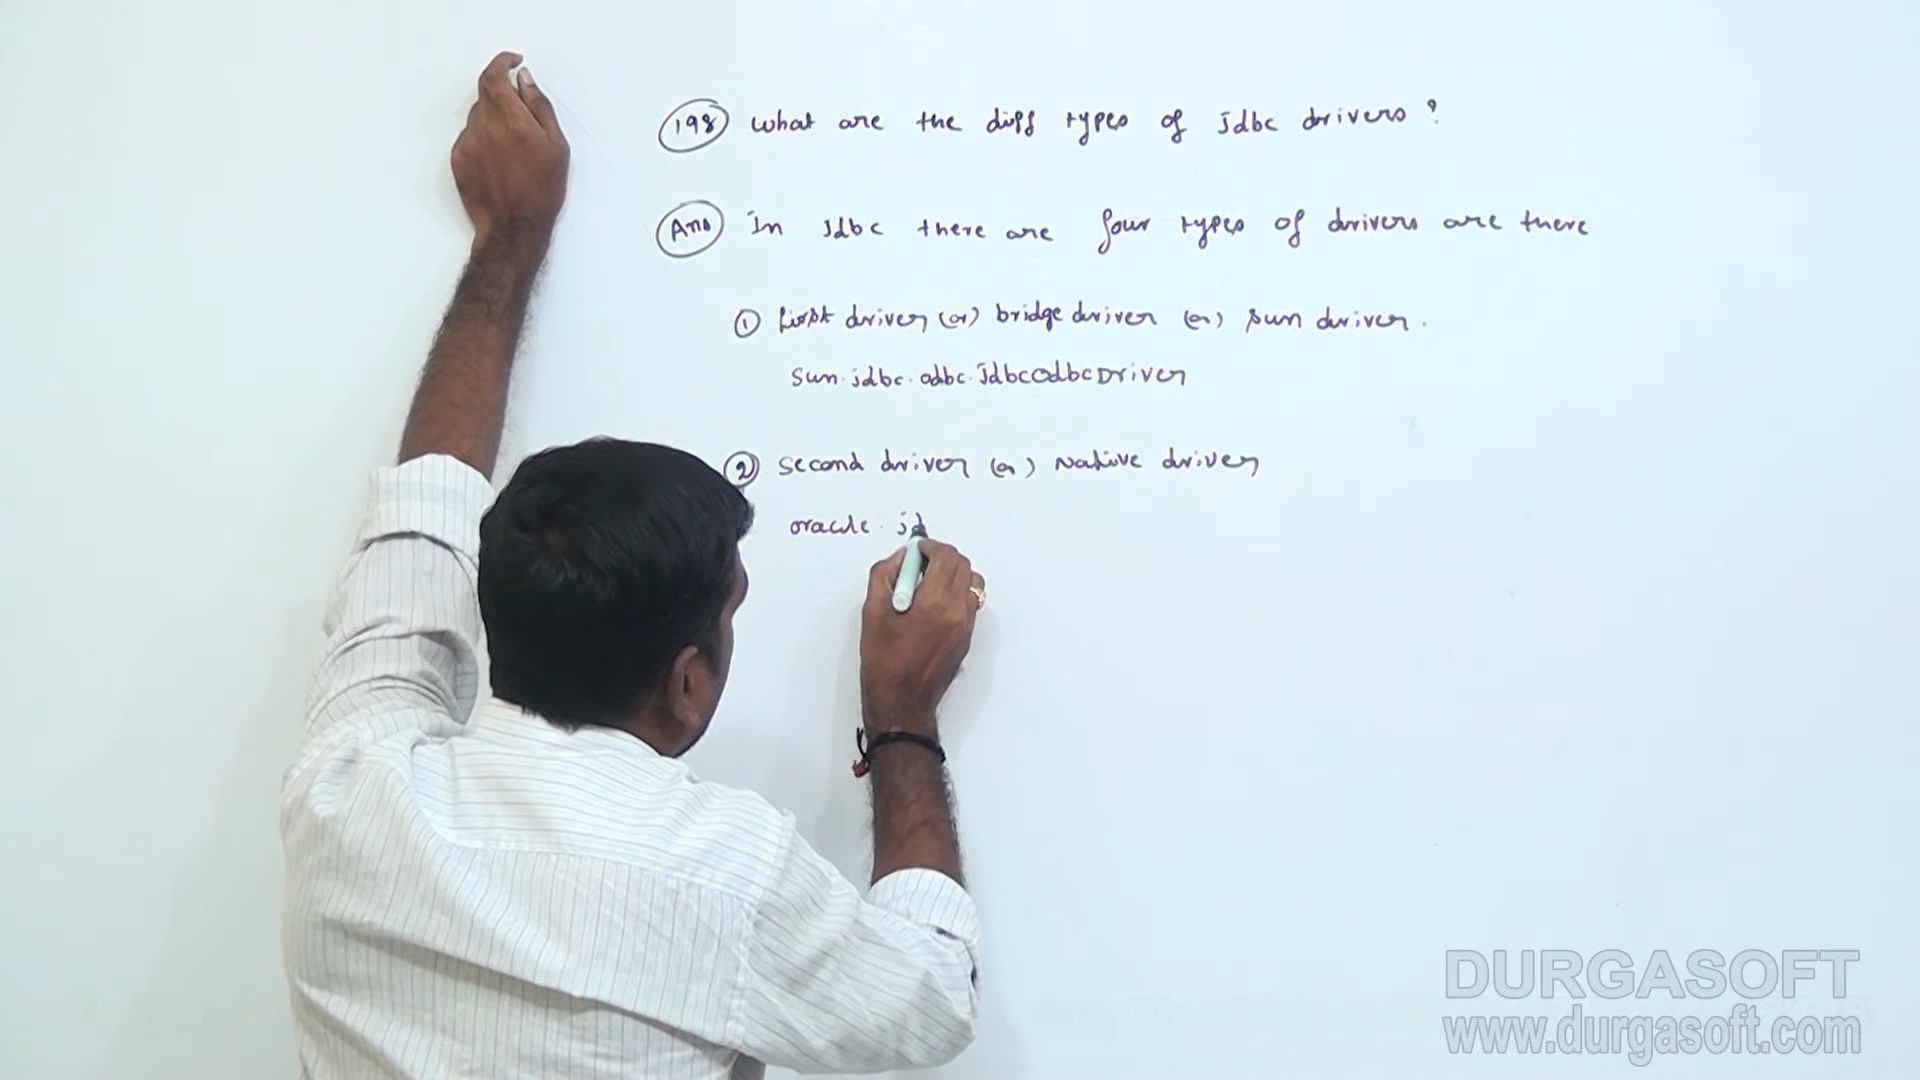 198 What are the diff types of Jdbc drivers ?
Ans In Jdbc there are four types of drivers are there
1 first driver (or) bridge driver (or) sun driver .
sun.jdbc.odbc.JdbcOdbcDriver
2 second driver (or) Native driver
oracle . jd
DURGASOFT
www.durgasoft.com